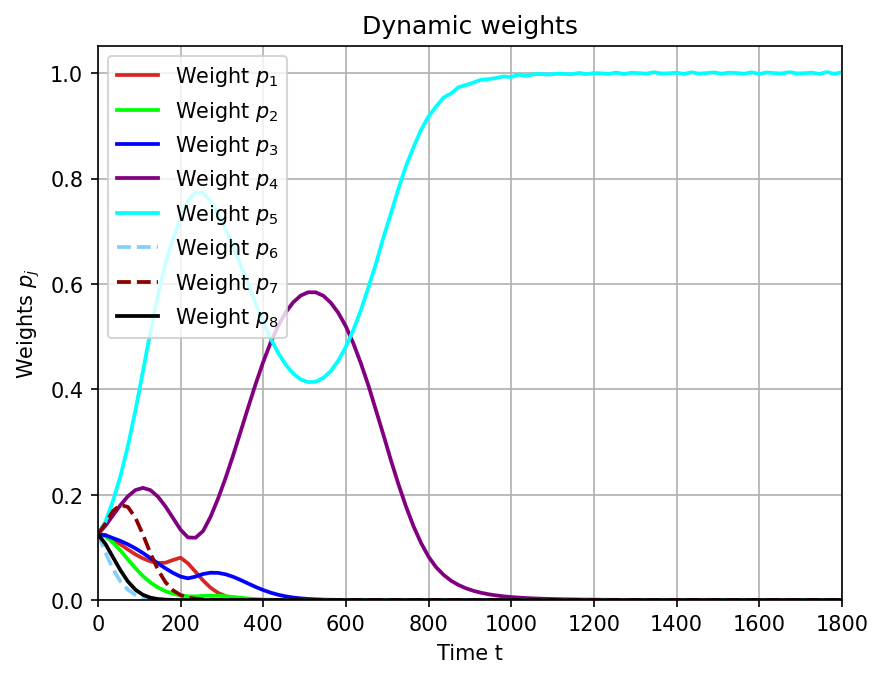 Dynamic weights
Weights p_j
1.0
0.8
0.6
0.4
0.2
0.0
Weight p_1
Weight p_2
Weight p_3
Weight p_4
Weight p_5
Weight p_6
Weight p_7
Weight p_8
0 200 400 600 800 1000 1200 1400 1600 1800
Time t